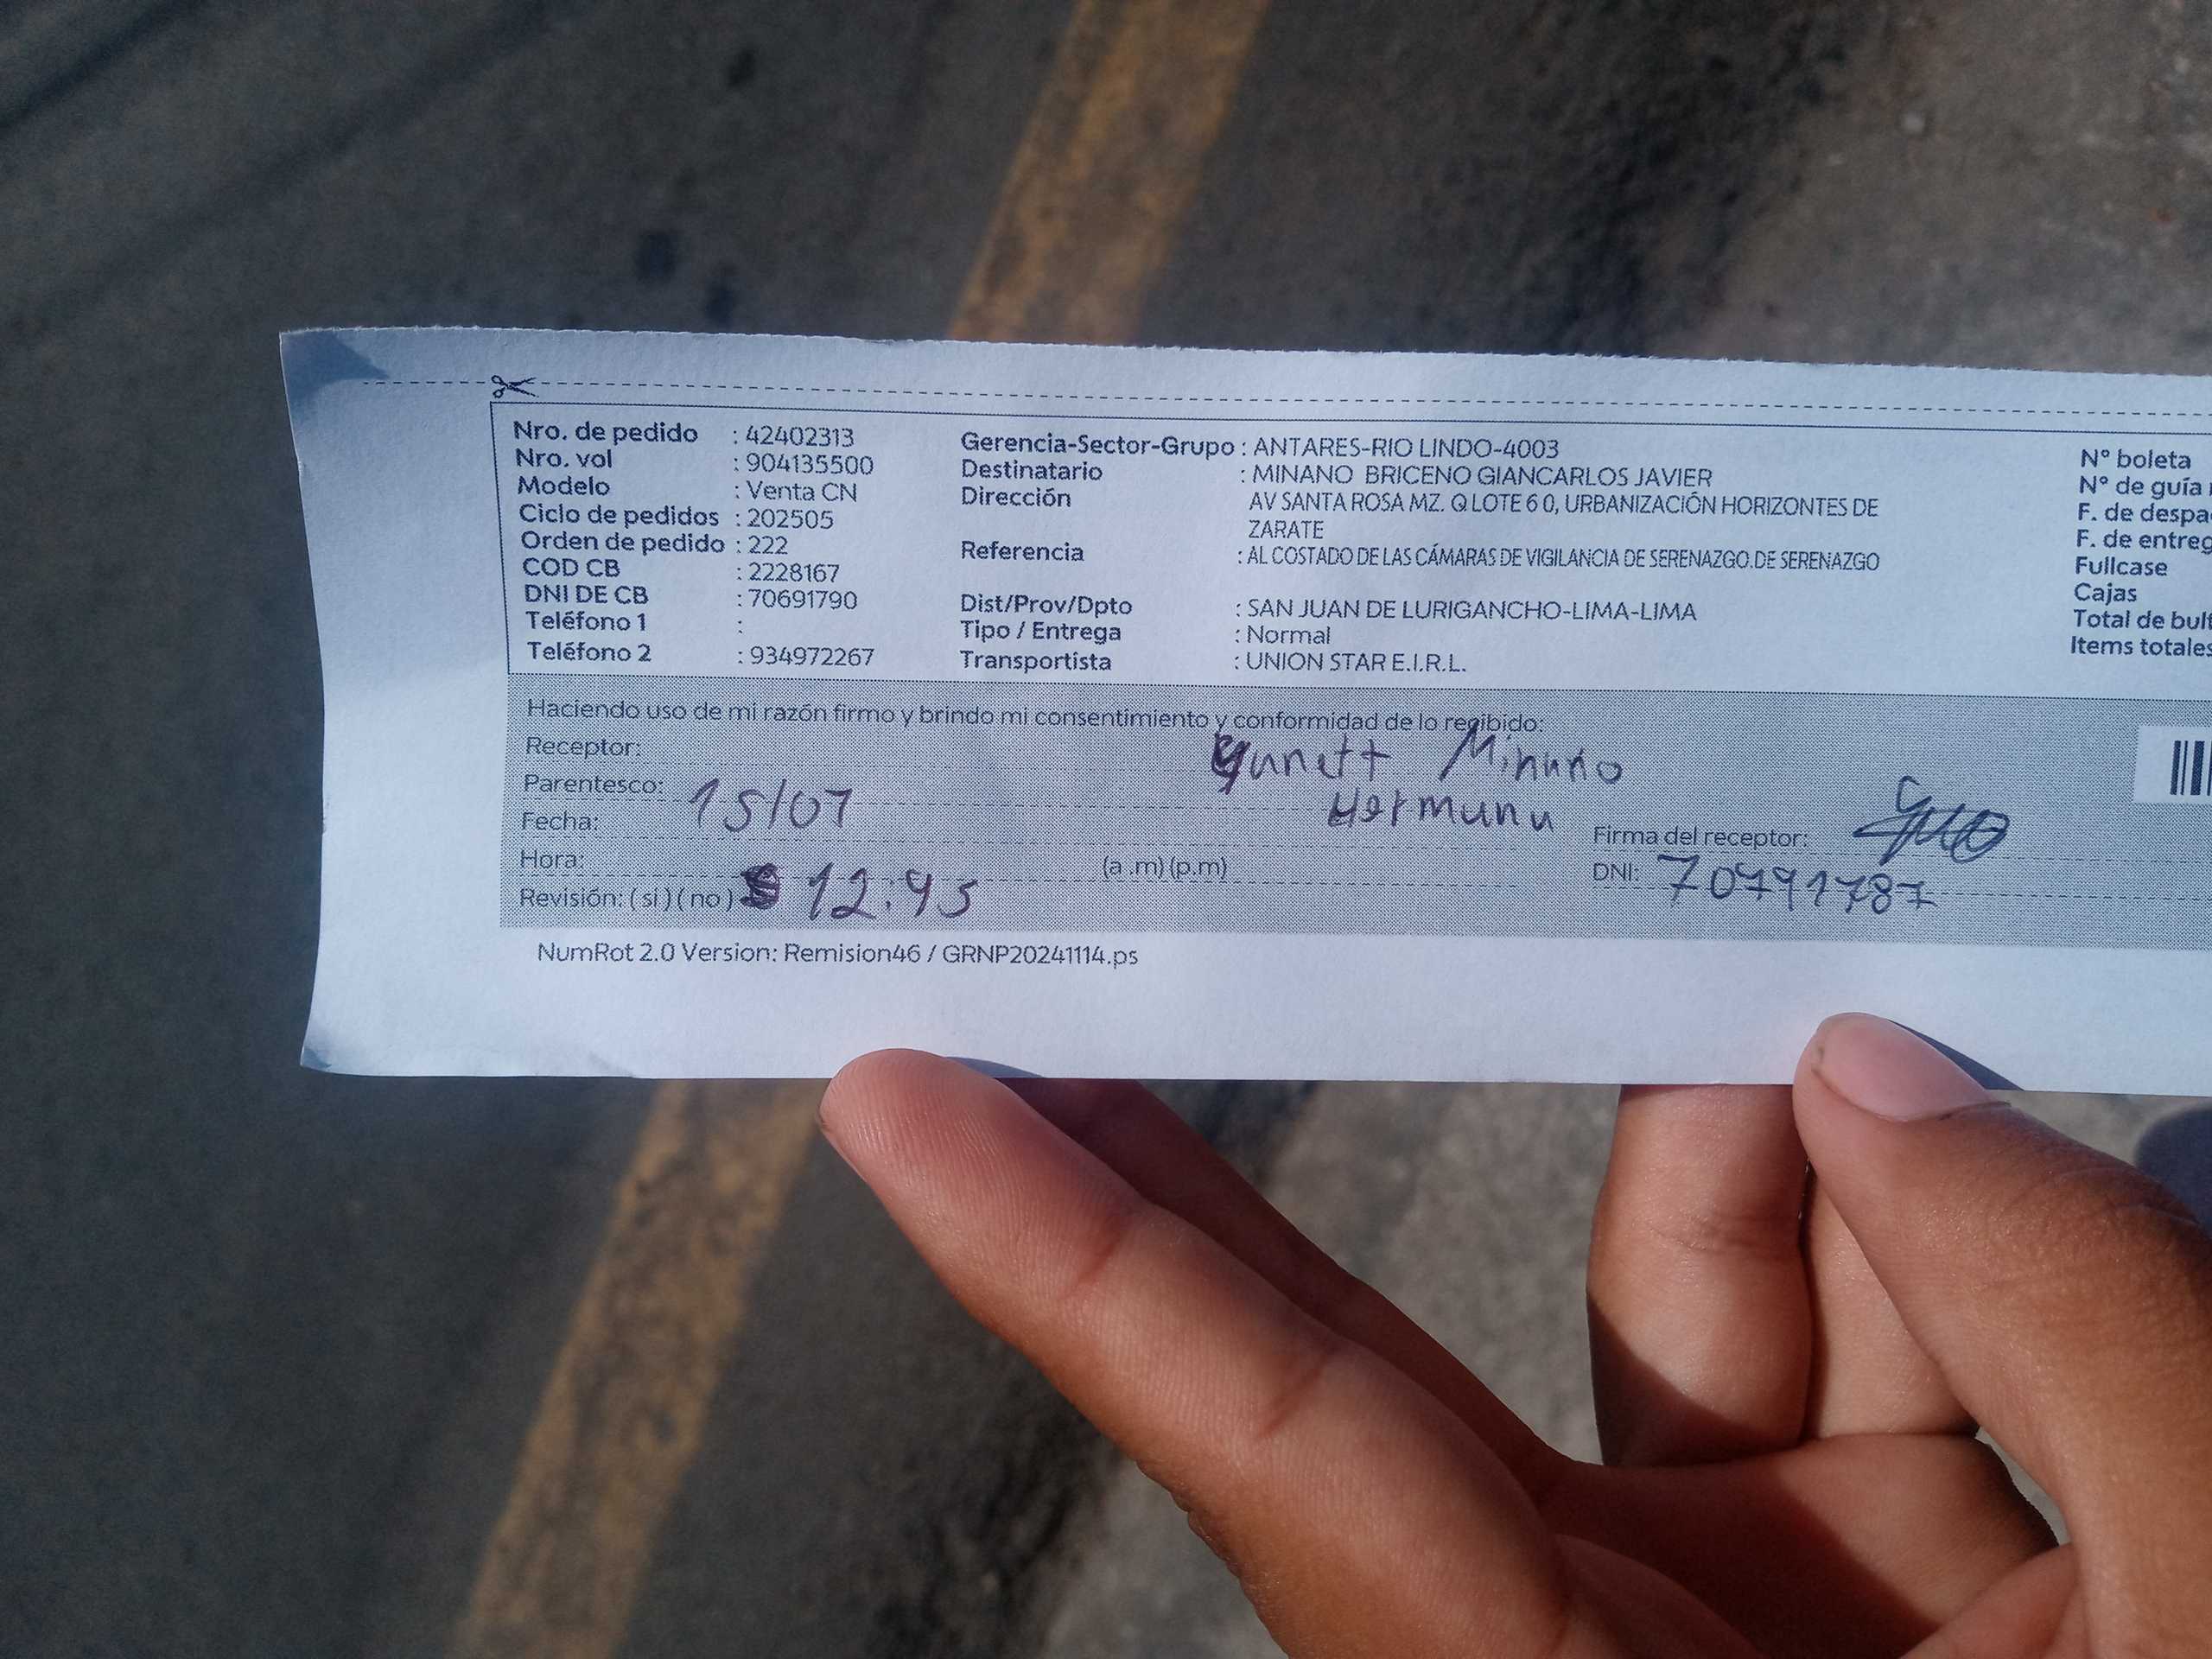 Nro. de pedido : 42402313
Nro. vol : 904135500
Modelo : Venta CN
Ciclo de pedidos : 202505
Orden de pedido : 222
COD CB : 2228167
DNI DE CB : 70691790
Teléfono 1 :
Teléfono 2 : 934972267
Gerencia-Sector-Grupo : ANTARES-RIO LINDO-4003
Destinatario : MINANO BRICENO GIANCARLOS JAVIER
Dirección AV SANTA ROSA MZ. Q LOTE 6 0, URBANIZACIÓN HORIZONTES DE
ZARATE
Referencia : AL COSTADO DE LAS CÁMARAS DE VIGILANCIA DE SERENAZGO.DE SERENAZGO
Dist/Prov/Dpto : SAN JUAN DE LURIGANCHO-LIMA-LIMA
Tipo / Entrega : Normal
Transportista : UNION STAR E.I.R.L.
N° boleta
N° de guía
F. de
F. de
Fullcase
Cajas
Total de
Items totales
Haciendo uso de mi razón firmo y brindo mi consentimiento y conformidad de lo recibido:
Receptor: Minano
Parentesco: Hermana
Fecha: 15/07
Hora: 12:45 (a .m) (p.m)
Revisión: ( si ) ( no )
Firma del receptor:
DNI:
NumRot 2.0 Version: Remision46 / GRNP20241114.ps